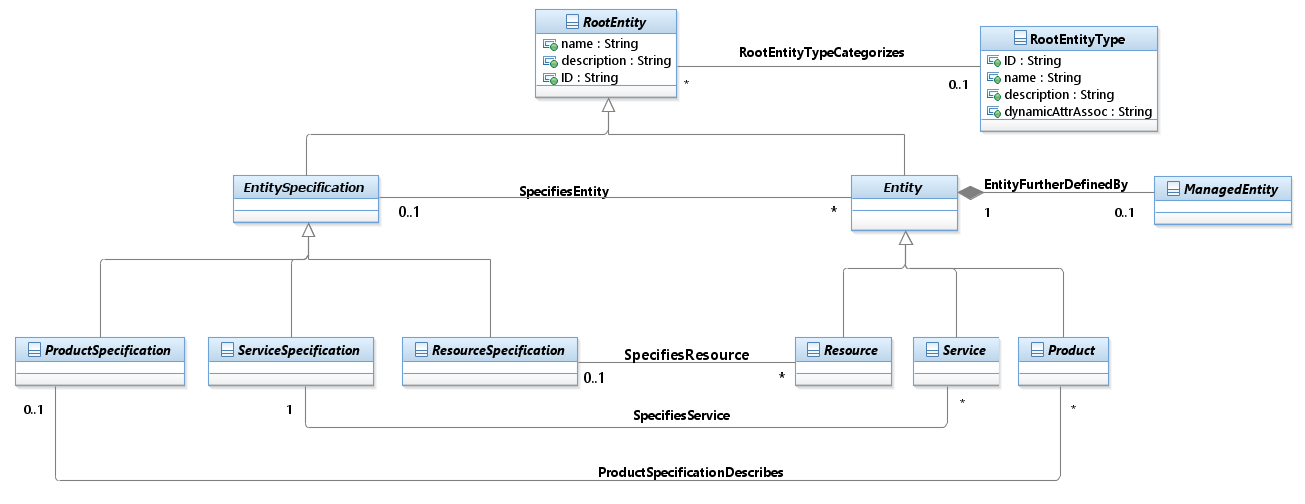 RootEntity
name : String
description : String
ID : String
RootEntityTypeCategorizes
*
0..1
RootEntityType
ID : String
name : String
description : String
dynamicAttrAssoc : String
EntitySpecification
SpecifiesEntity
0..1
*
Entity
EntityFurtherDefinedBy
1
0..1
ManagedEntity
ProductSpecification
ServiceSpecification
ResourceSpecification
SpecifiesResource
0..1
*
Resource
Service
Product
0..1
1
SpecifiesService
*
*
ProductSpecificationDescribes